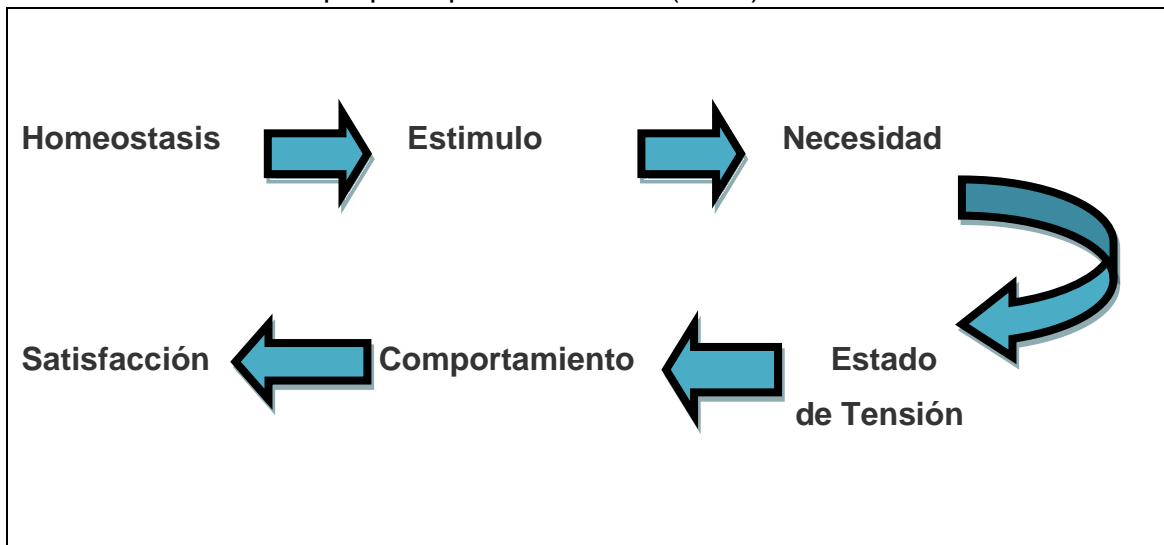 Homeostasis Estimulo Necesidad
Satisfacción Comportamiento Estado
de Tensión